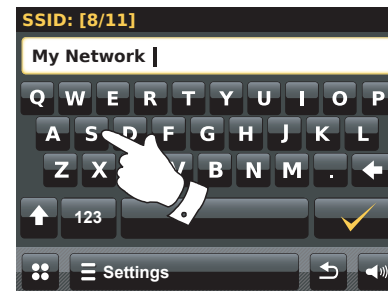 SSID: [8/11]
My Network
Q W E R T Y U I O P
A S D F G H J K L
Z X V B N M .
123
Settings